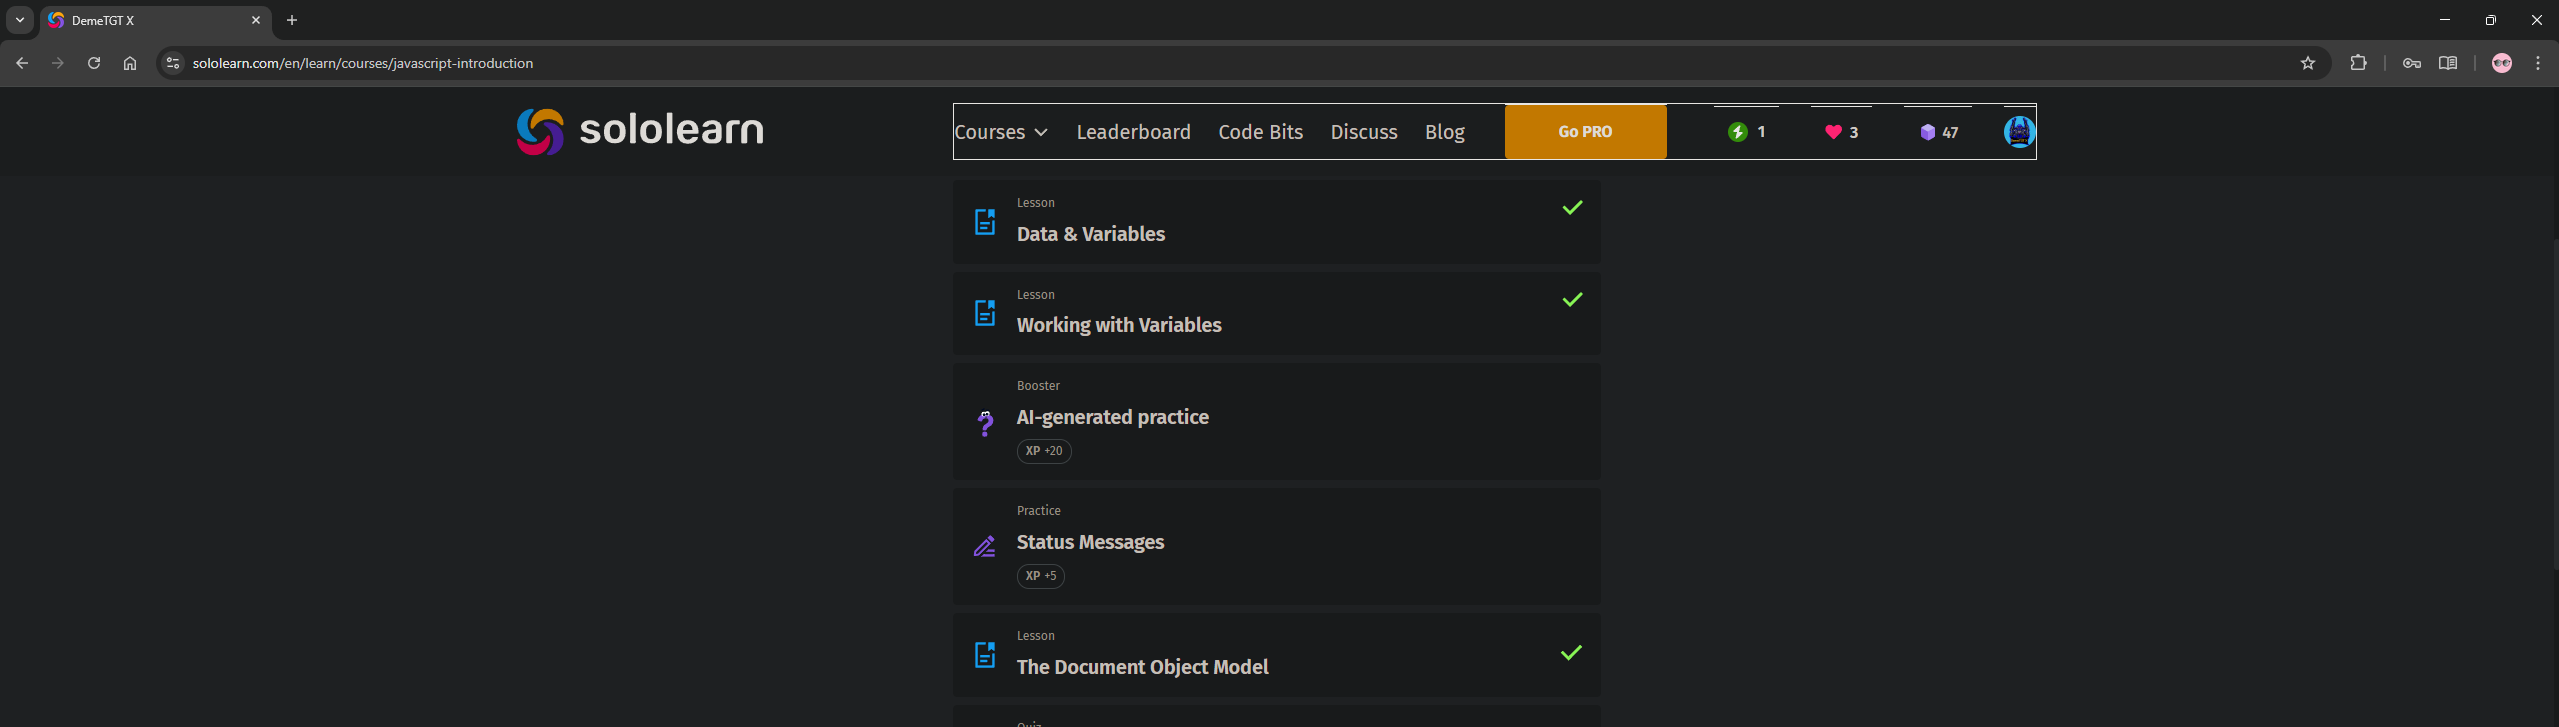 DemeTGT X
sololearn.com/en/learn/courses/javascript-introduction
sololearn
Courses Leaderboard Code Bits Discuss Blog Go PRO 1 3 47
Lesson
Data & Variables
Lesson
Working with Variables
Booster
AI-generated practice
XP +20
Practice
Status Messages
XP +5
Lesson
The Document Object Model